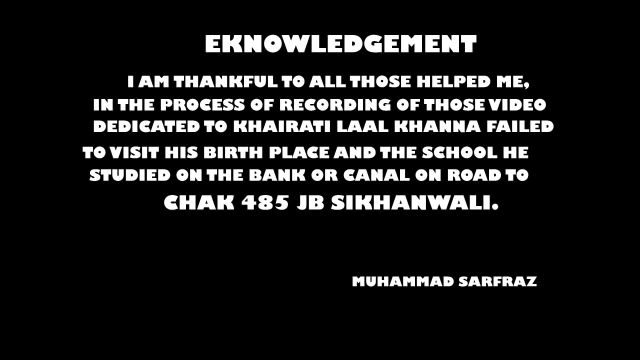 EKNOWLEDGEMENT
I AM THANKFUL TO ALL THOSE HELPED ME,
IN THE PROCESS OF RECORDING OF THOSE VIDEO
DEDICATED TO KHAIRATI LAAL KHANNA FAILED
TO VISIT HIS BIRTH PLACE AND THE SCHOOL HE
STUDIED ON THE BANK OR CANAL ON ROAD TO
CHAK 485 JB SIKHANWALI.
MUHAMMAD SARFRAZ